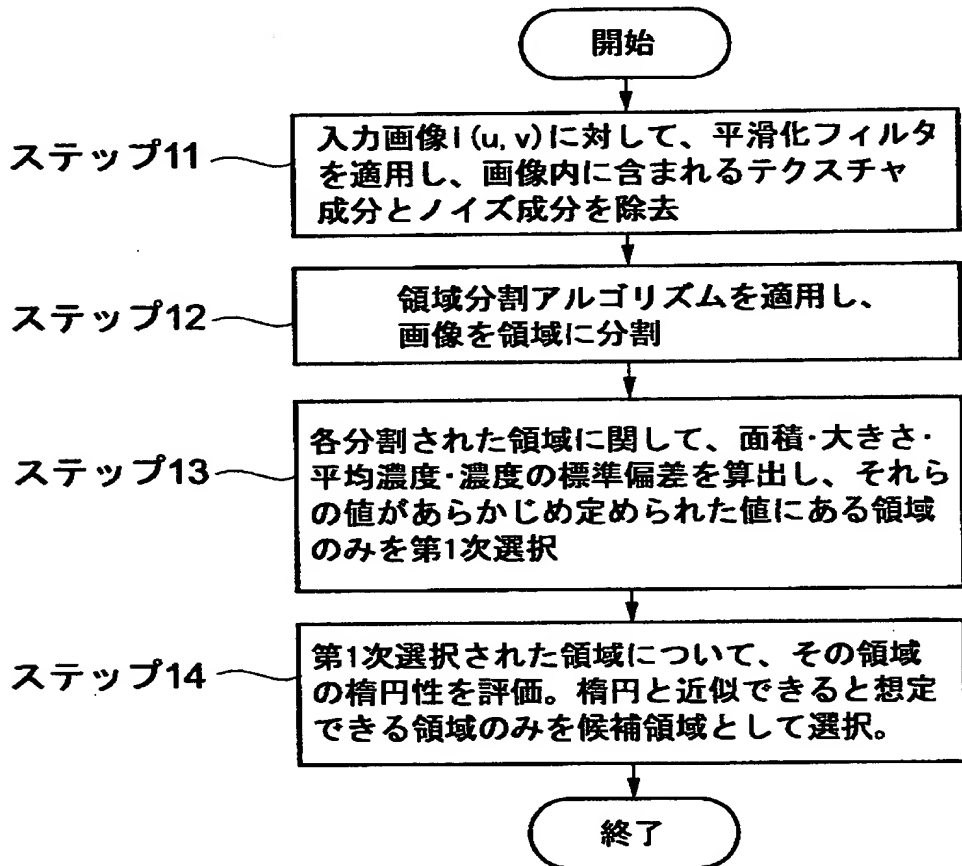 開始
ステップ11
入力画像I(u, v)に対して、平滑化フィルタ
を適用し、画像内に含まれるテクスチャ
成分とノイズ成分を除去
ステップ12
領域分割アルゴリズムを適用し、
画像を領域に分割
ステップ13
各分割された領域に関して、面積・大きさ・
平均濃度・濃度の標準偏差を算出し、それら
の値があらかじめ定められた値にある領域
のみを第1次選択
ステップ14
第1次選択された領域について、その領域
の楕円性を評価。楕円と近似できると想定
できる領域のみを候補領域として選択。
終了